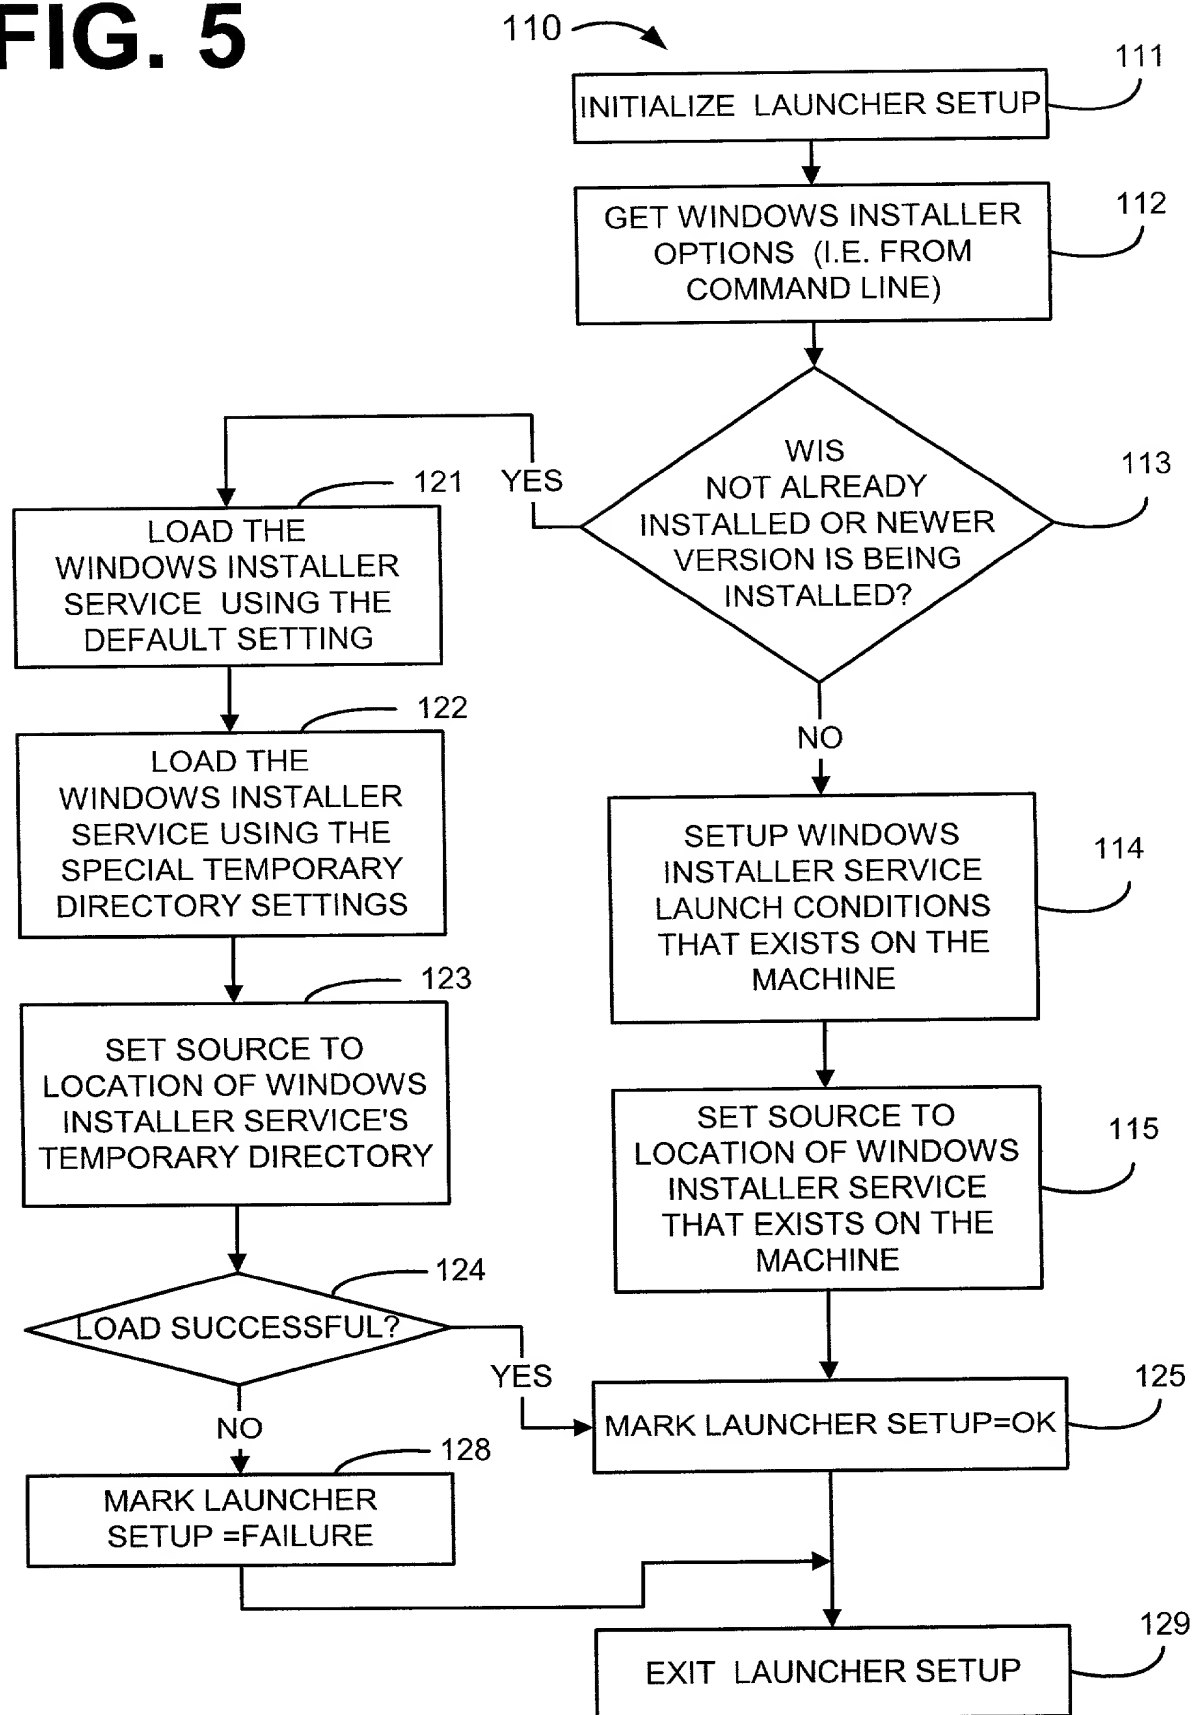 FIG. 5
110
111
INITIALIZE LAUNCHER SETUP
112
GET WINDOWS INSTALLER
OPTIONS (I.E. FROM
COMMAND LINE)
113
WIS
NOT ALREADY
INSTALLED OR NEWER
VERSION IS BEING
INSTALLED?
YES
121
LOAD THE
WINDOWS INSTALLER
SERVICE USING THE
DEFAULT SETTING
122
LOAD THE
WINDOWS INSTALLER
SERVICE USING THE
SPECIAL TEMPORARY
DIRECTORY SETTINGS
123
SET SOURCE TO
LOCATION OF WINDOWS
INSTALLER SERVICE'S
TEMPORARY DIRECTORY
124
LOAD SUCCESSFUL?
YES
NO
128
MARK LAUNCHER
SETUP =FAILURE
NO
114
SETUP WINDOWS
INSTALLER SERVICE
LAUNCH CONDITIONS
THAT EXISTS ON THE
MACHINE
115
SET SOURCE TO
LOCATION OF WINDOWS
INSTALLER SERVICE
THAT EXISTS ON THE
MACHINE
125
MARK LAUNCHER SETUP=OK
129
EXIT LAUNCHER SETUP